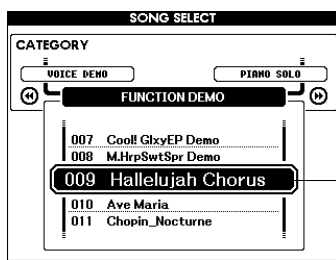 SONG SELECT
CATEGORY
VOICE DEMO
PIANO SOLO
FUNCTION DEMO
007 Cool! GlxyEP Demo
008 M.HrpSwtSpr Demo
009 Hallelujah Chorus
010 Ave Maria
011 Chopin_Nocturne